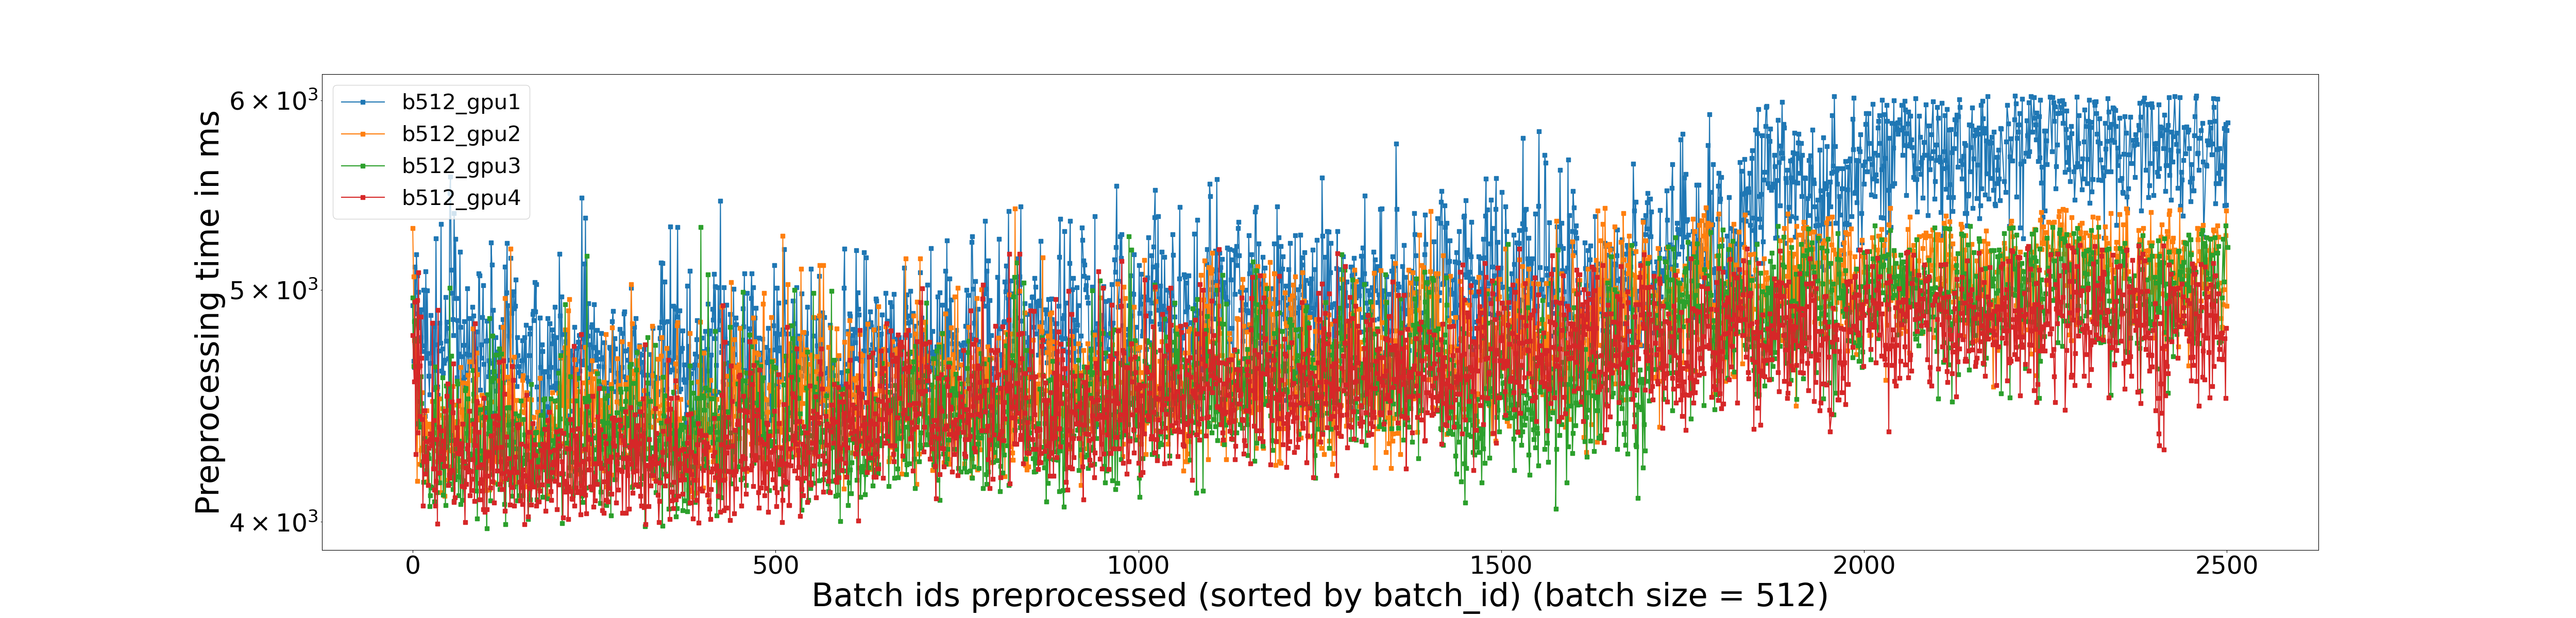 Preprocessing time in ms
6 × 10³
5 × 10³
4 × 10³
b512_gpu1
b512_gpu2
b512_gpu3
b512_gpu4
0 500 1000 1500 2000 2500
Batch ids preprocessed (sorted by batch_id) (batch size = 512)